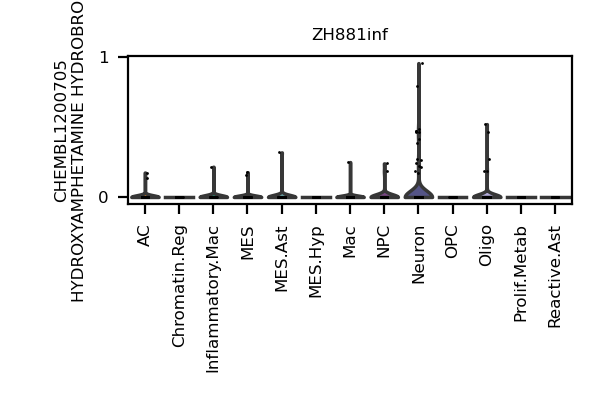 ZH881inf
CHEMBL1200705
HYDROXYAMPHETAMINE HYDROBRO
1
0
AC
Chromatin.Reg
Inflammatory.Mac
MES
MES.Ast
MES.Hyp
Mac
NPC
Neuron
OPC
Oligo
Prolif.Metab
Reactive.Ast